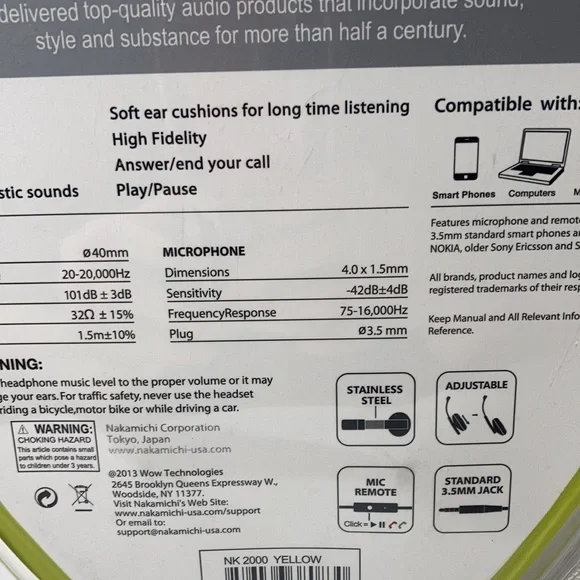 delivered top-quality audio products that incorporate sound,
style and substance for more than half a century.
Soft ear cushions for long time listening
High Fidelity
Answer/end your call
Play/Pause
stic sounds
Compatible with:
Smart Phones Computers M
Features microphone and remot
3.5mm standard smart phones a
NOKIA, older Sony Ericsson and S
All brands, product names and log
registered trademarks of their resp
Keep Manual and All Relevant Info
Reference.
ø40mm
20-20,000Hz
101dB ± 3dB
32Ω ± 15%
1.5m±10%
MICROPHONE
Dimensions 4.0 x 1.5mm
Sensitivity -42dB±4dB
FrequencyResponse 75-16,000Hz
Plug Ø3.5 mm
NING:
headphone music level to the proper volume or it may
ge your ears. For traffic safety, never use the headset
riding a bicycle,motor bike or while driving a car.
⚠ WARNING:
CHOKING HAZARD
This article contains small
parts which pose a hazard
to children under 3 years.
Nakamichi Corporation
Tokyo, Japan
www.nakamichi-usa.com
@2013 Wow Technologies
2645 Brooklyn Queens Expressway W.,
Woodside, NY 11377.
Visit Nakamichi's Web Site:
www.nakamichi-usa.com/support
Or email to:
support@nakamichi-usa.com
STAINLESS
STEEL
ADJUSTABLE
MIC
REMOTE
Click=
STANDARD
3.5MM JACK
NK 2000 YELLOW